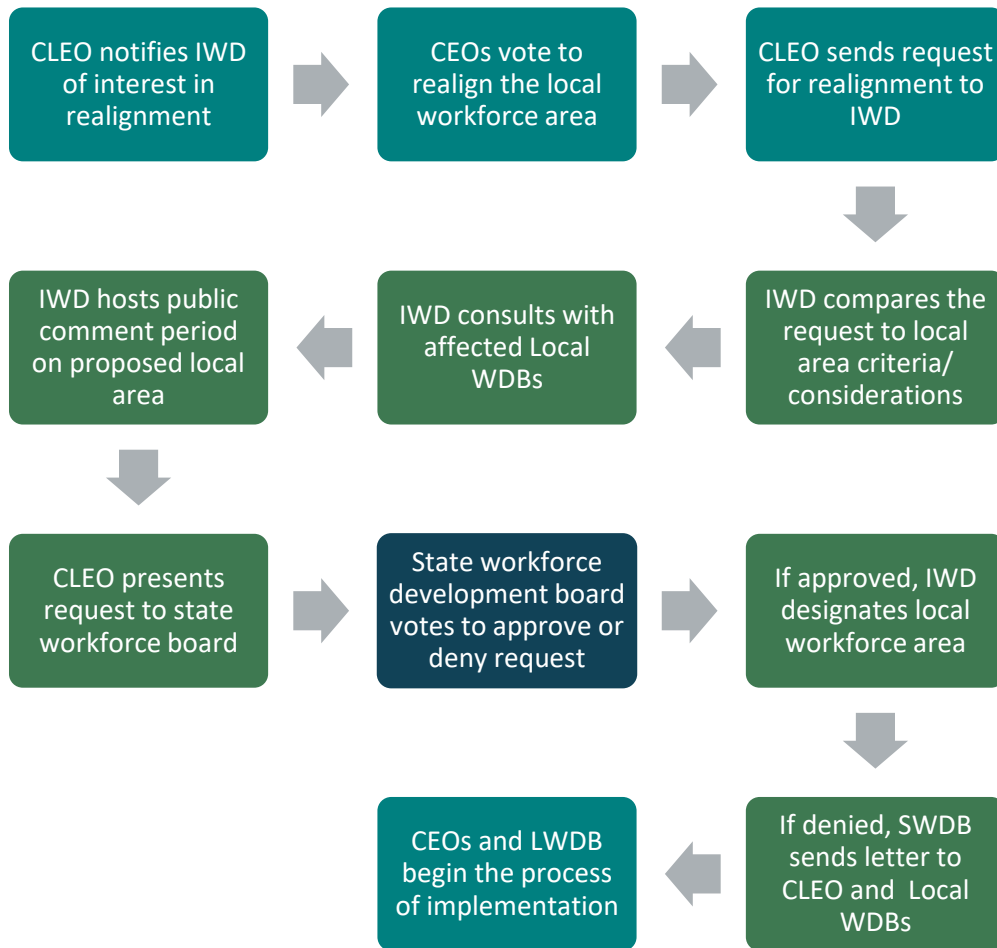 CLEO notifies IWD
of interest in
realignment
CEOs vote to
realign the local
workforce area
CLEO sends request
for realignment to
IWD
IWD compares the
request to local
area criteria/
considerations
IWD consults with
affected Local
WDBs
IWD hosts public
comment period
on proposed local
area
CLEO presents
request to state
workforce board
State workforce
development board
votes to approve or
deny request
If approved, IWD
designates local
workforce area
If denied, SWDB
sends letter to
CLEO and  Local
WDBs
CEOs and LWDB
begin the process
of implementation